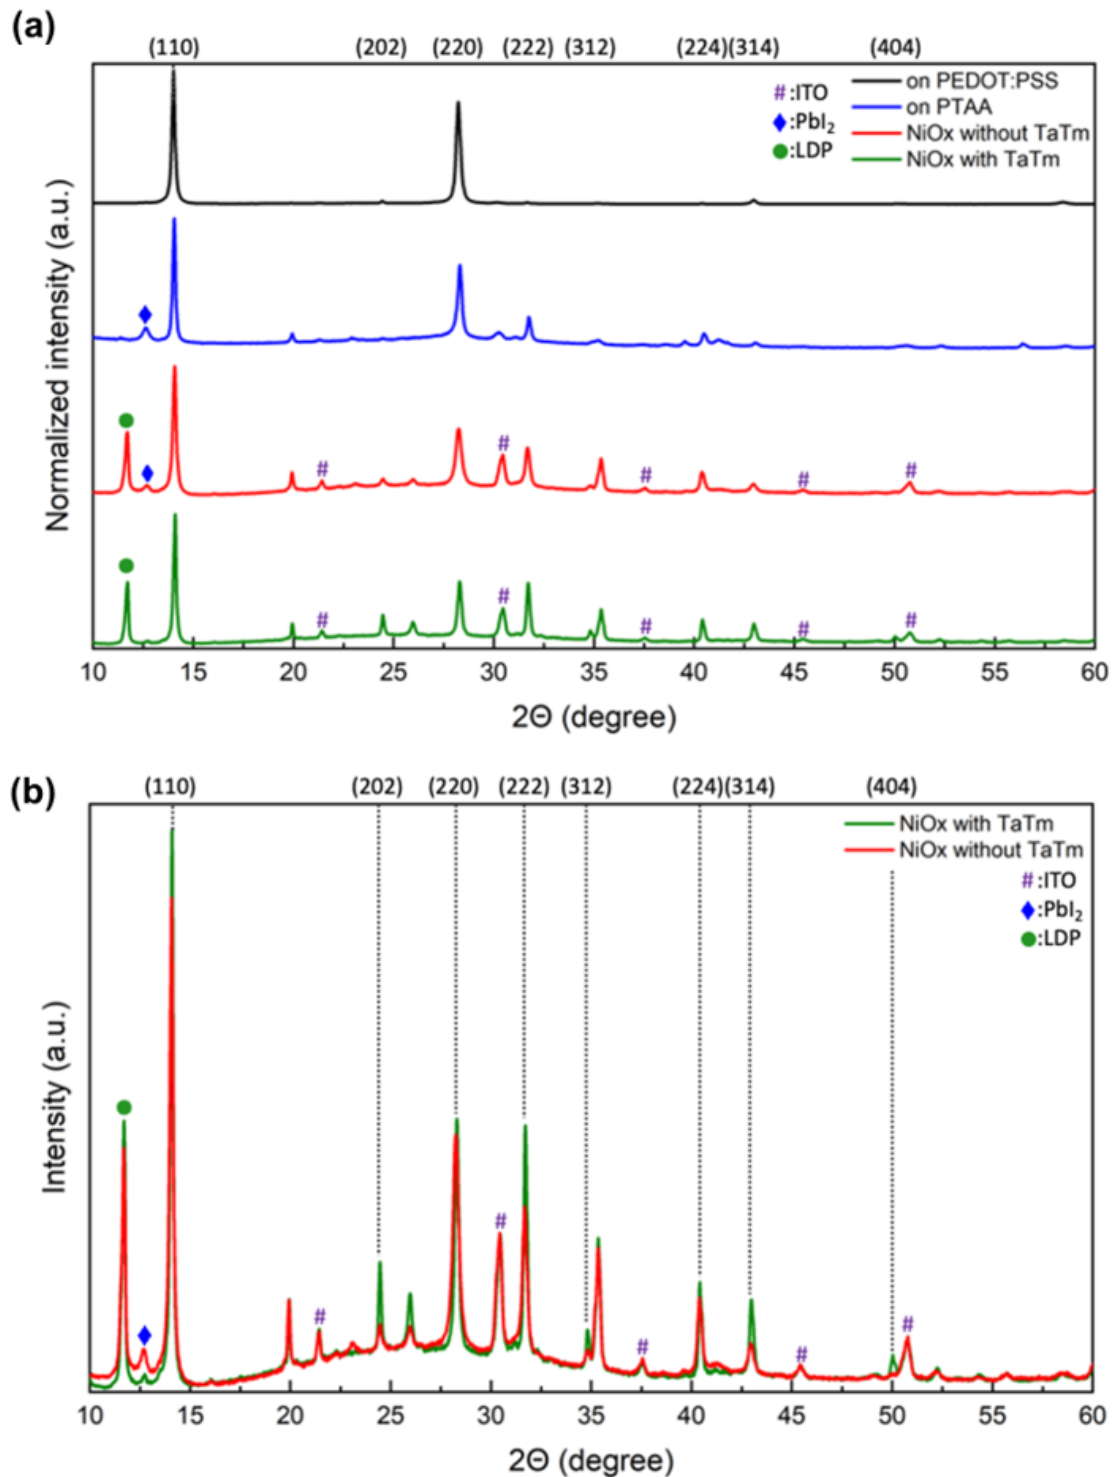 (a)
(110) (202) (220) (222) (312) (224)(314) (404)
#:ITO
♦:PbI₂
●:LDP
on PEDOT:PSS
on PTAA
NiOx without TaTm
NiOx with TaTm
Normalized intensity (a.u.)
♦
● ♦ # # # # #
● # # # # #
10 15 20 25 30 35 40 45 50 55 60
2Θ (degree)
(b)
(110) (202) (220) (222) (312) (224)(314) (404)
NiOx with TaTm
NiOx without TaTm
#:ITO
♦:PbI₂
●:LDP
Intensity (a.u.)
● ♦ # # # # #
10 15 20 25 30 35 40 45 50 55 60
2Θ (degree)